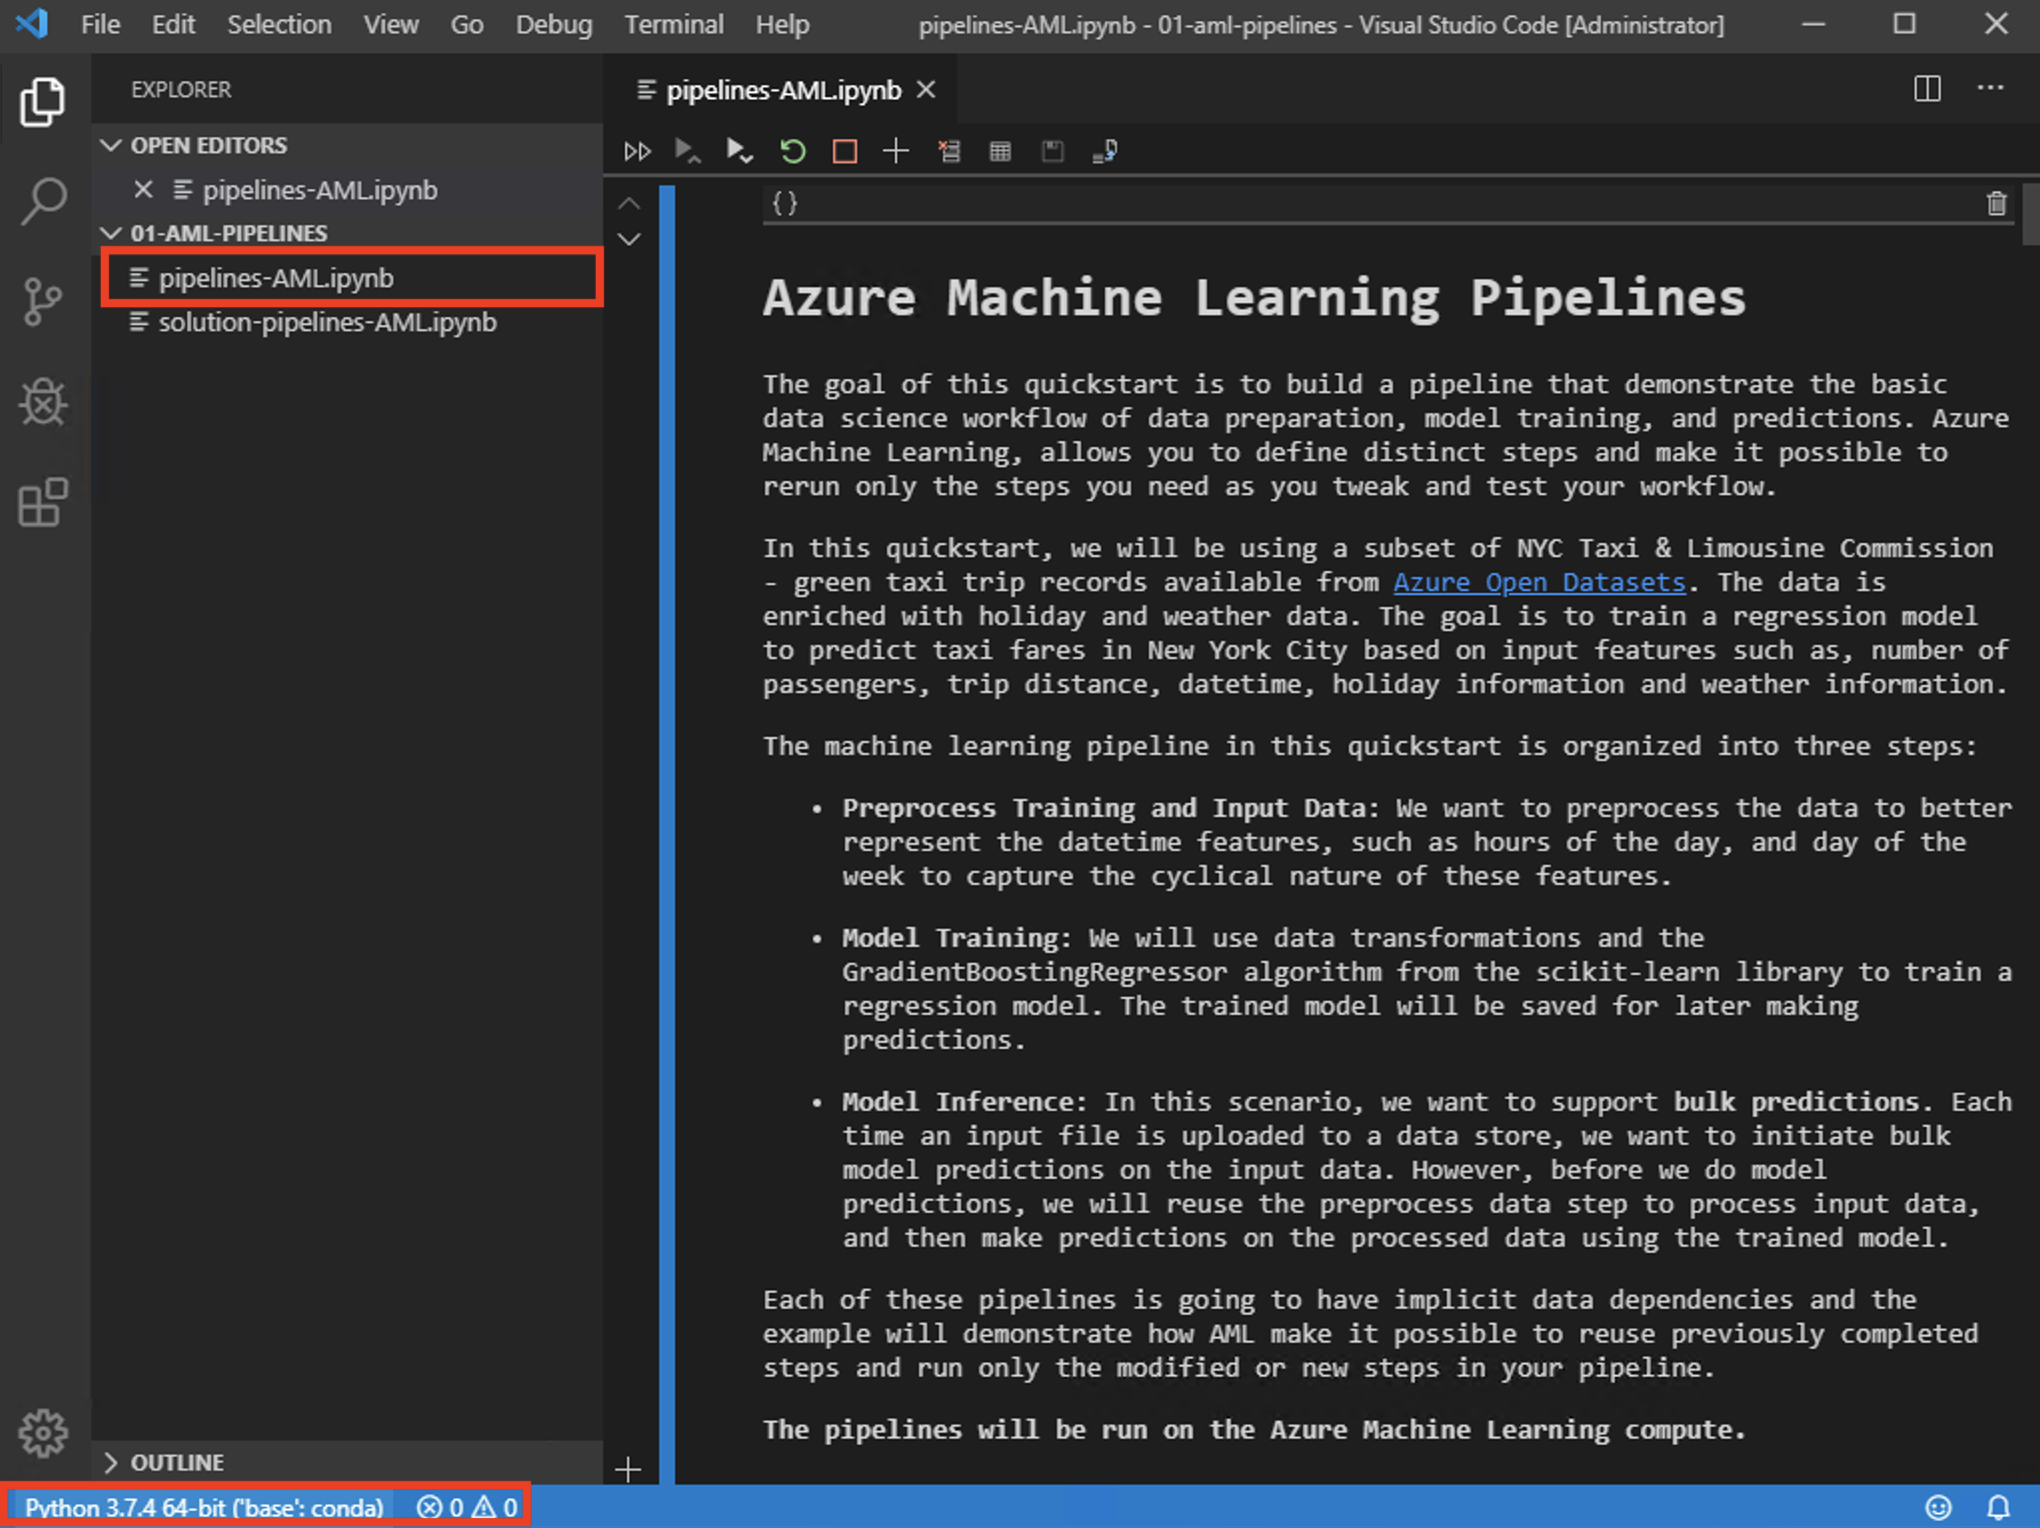 File Edit Selection View Go Debug Terminal Help pipelines-AML.ipynb - 01-aml-pipelines - Visual Studio Code [Administrator]
EXPLORER
OPEN EDITORS
pipelines-AML.ipynb
01-AML-PIPELINES
pipelines-AML.ipynb
solution-pipelines-AML.ipynb
OUTLINE
pipelines-AML.ipynb
{}
Azure Machine Learning Pipelines
The goal of this quickstart is to build a pipeline that demonstrate the basic
data science workflow of data preparation, model training, and predictions. Azure
Machine Learning, allows you to define distinct steps and make it possible to
rerun only the steps you need as you tweak and test your workflow.
In this quickstart, we will be using a subset of NYC Taxi & Limousine Commission
- green taxi trip records available from Azure Open Datasets. The data is
enriched with holiday and weather data. The goal is to train a regression model
to predict taxi fares in New York City based on input features such as, number of
passengers, trip distance, datetime, holiday information and weather information.
The machine learning pipeline in this quickstart is organized into three steps:
• Preprocess Training and Input Data: We want to preprocess the data to better
represent the datetime features, such as hours of the day, and day of the
week to capture the cyclical nature of these features.
• Model Training: We will use data transformations and the
GradientBoostingRegressor algorithm from the scikit-learn library to train a
regression model. The trained model will be saved for later making
predictions.
• Model Inference: In this scenario, we want to support bulk predictions. Each
time an input file is uploaded to a data store, we want to initiate bulk
model predictions on the input data. However, before we do model
predictions, we will reuse the preprocess data step to process input data,
and then make predictions on the processed data using the trained model.
Each of these pipelines is going to have implicit data dependencies and the
example will demonstrate how AML make it possible to reuse previously completed
steps and run only the modified or new steps in your pipeline.
The pipelines will be run on the Azure Machine Learning compute.
Python 3.7.4 64-bit ('base': conda) 0 0